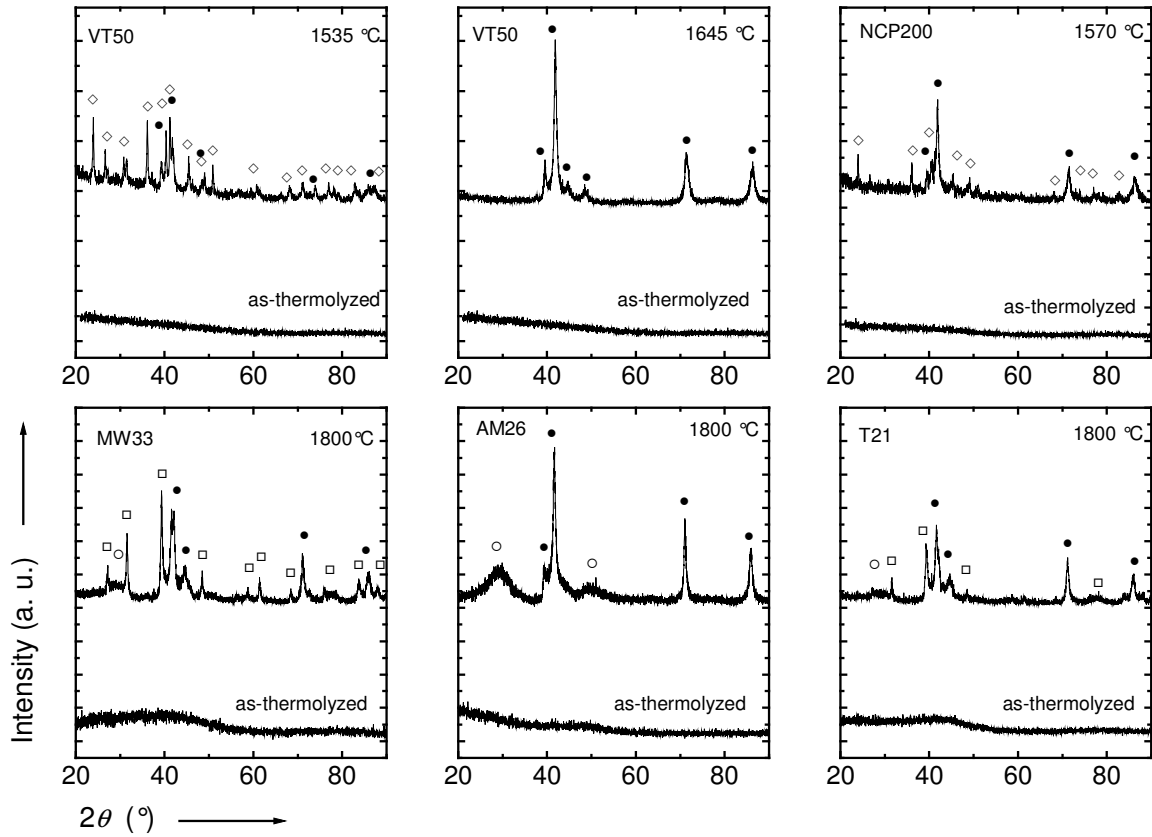 VT50 1535 °C
as-thermolyzed
20 40 60 80
VT50 1645 °C
as-thermolyzed
20 40 60 80
NCP200 1570 °C
as-thermolyzed
20 40 60 80
MW33 1800°C
as-thermolyzed
20 40 60 80
AM26 1800 °C
as-thermolyzed
20 40 60 80
T21 1800 °C
as-thermolyzed
20 40 60 80
Intensity (a. u.)
2θ (°)